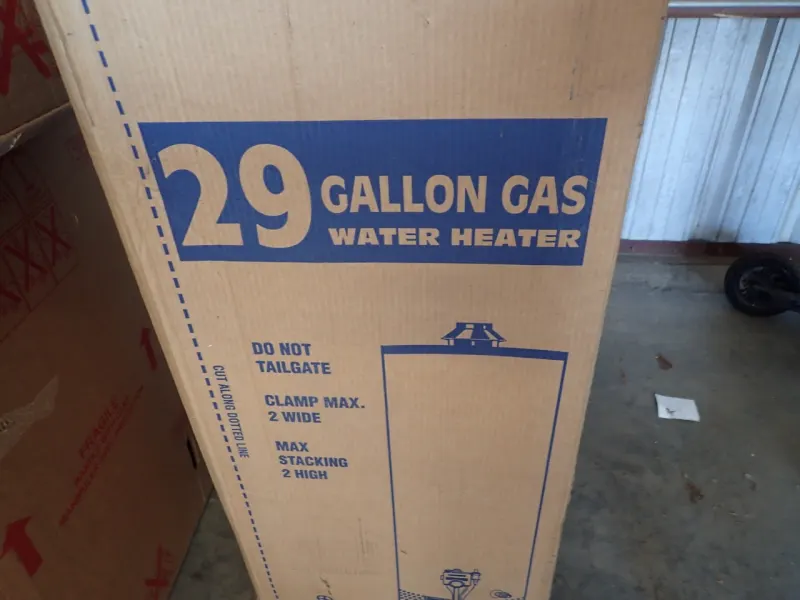 29 GALLON GAS
WATER HEATER
DO NOT
TAILGATE
CLAMP MAX.
2 WIDE
MAX
STACKING
2 HIGH
CUT ALONG DOTTED LINE
FRAGILE